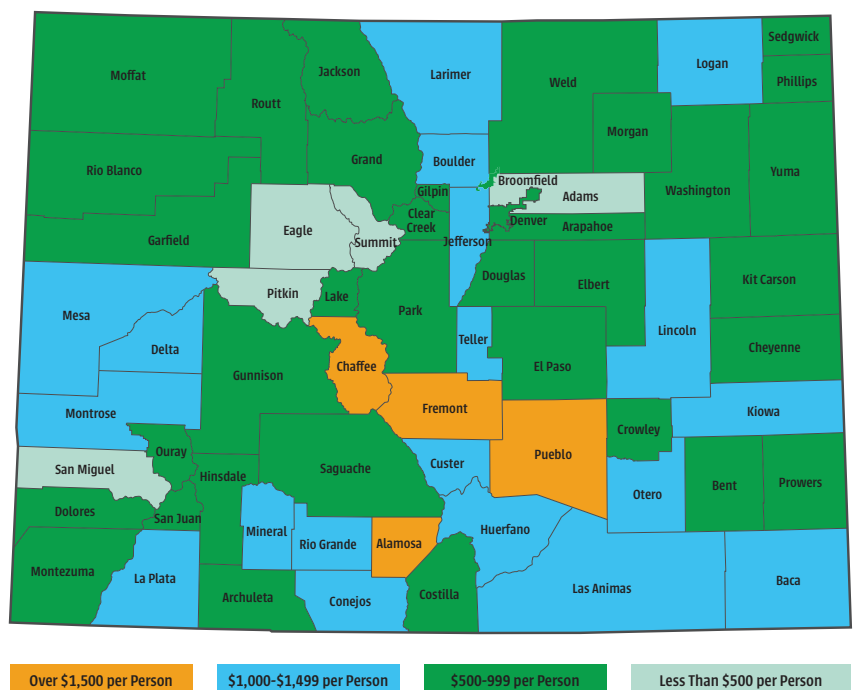 Sedgwick
Logan
Moffat
Jackson
Larimer
Weld
Phillips
Routt
Morgan
Grand
Boulder
Rio Blanco
Yuma
Broomfield
Washington
Gilpin
Adams
Clear
Creek
Denver
Arapahoe
Eagle
Garfield
Summit
Jefferson
Douglas
Kit Carson
Elbert
Pitkin
Lake
Park
Mesa
Lincoln
Teller
Delta
Cheyenne
Chaffee
El Paso
Gunnison
Fremont
Montrose
Kiowa
Crowley
Ouray
Pueblo
Custer
San Miguel
Saguache
Hinsdale
Bent
Prowers
Otero
Dolores
San Juan
Mineral
Huerfano
Rio Grande
Alamosa
Montezuma
La Plata
Baca
Las Animas
Archuleta
Conejos
Costilla
Over $1,500 per Person
$1,000-$1,499 per Person
$500-999 per Person
Less Than $500 per Person